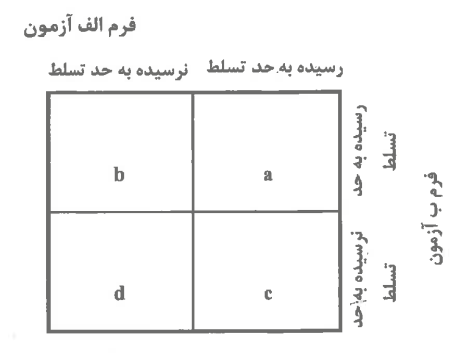 فرم الف آزمون
رسیده به حد تسلط نرسیده به حد تسلط
رسیده به حد
تسلط
a b
فرم ب آزمون
نرسیده به حد
تسلط
c d